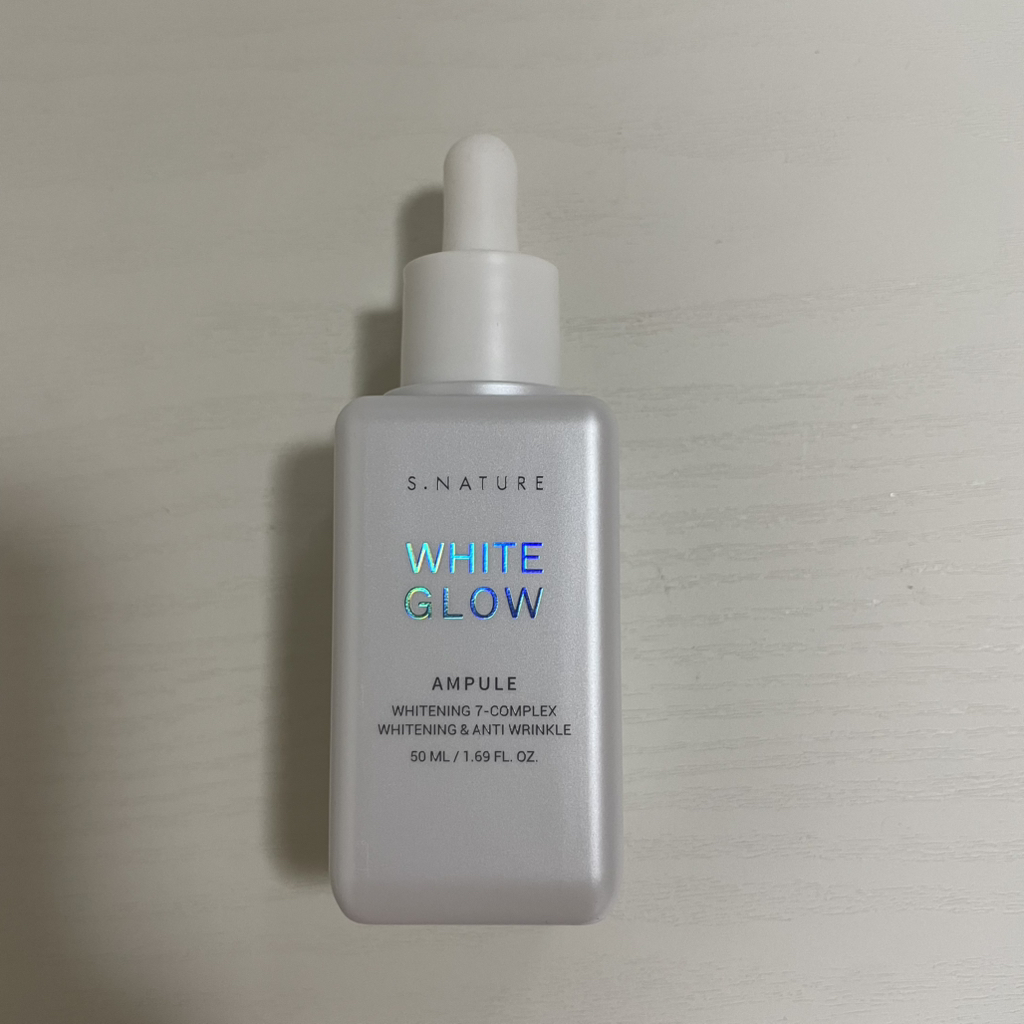 S.NATURE
WHITE
GLOW
AMPULE
WHITENING 7-COMPLEX
WHITENING & ANTI WRINKLE
50 ML / 1.69 FL. OZ.